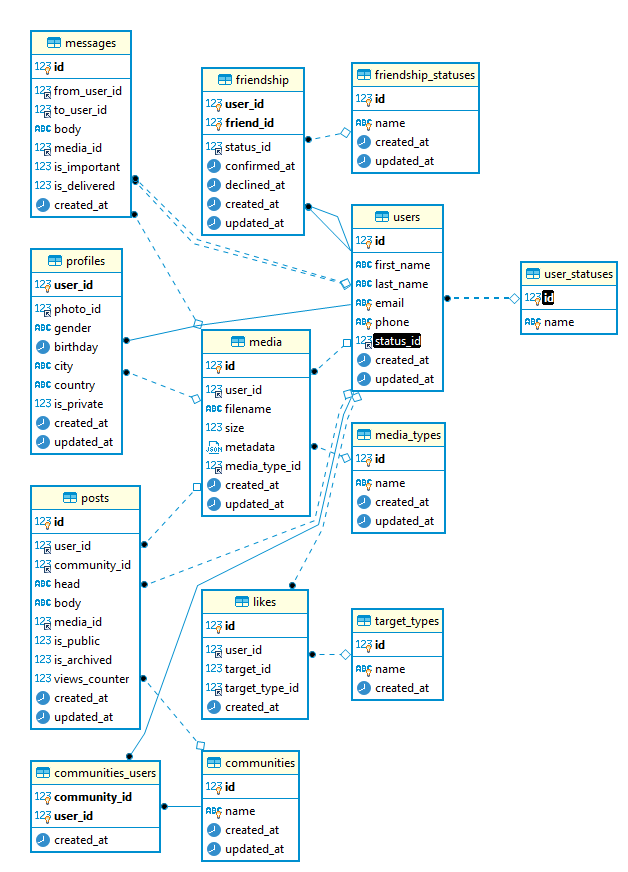 messages
123 id
123 from_user_id
123 to_user_id
ABC body
123 media_id
123 is_important
123 is_delivered
created_at
friendship
123 user_id
123 friend_id
123 status_id
confirmed_at
declined_at
created_at
updated_at
friendship_statuses
123 id
ABC name
created_at
updated_at
profiles
123 user_id
123 photo_id
ABC gender
birthday
ABC city
ABC country
123 is_private
created_at
updated_at
users
123 id
ABC first_name
ABC last_name
ABC email
ABC phone
123 status_id
created_at
updated_at
user_statuses
123 id
ABC name
media
123 id
123 user_id
ABC filename
123 size
JSON metadata
123 media_type_id
created_at
updated_at
media_types
123 id
ABC name
created_at
updated_at
posts
123 id
123 user_id
123 community_id
ABC head
ABC body
123 media_id
123 is_public
123 is_archived
123 views_counter
created_at
updated_at
likes
123 id
123 user_id
123 target_id
123 target_type_id
created_at
target_types
123 id
ABC name
created_at
communities_users
123 community_id
123 user_id
created_at
communities
123 id
ABC name
created_at
updated_at